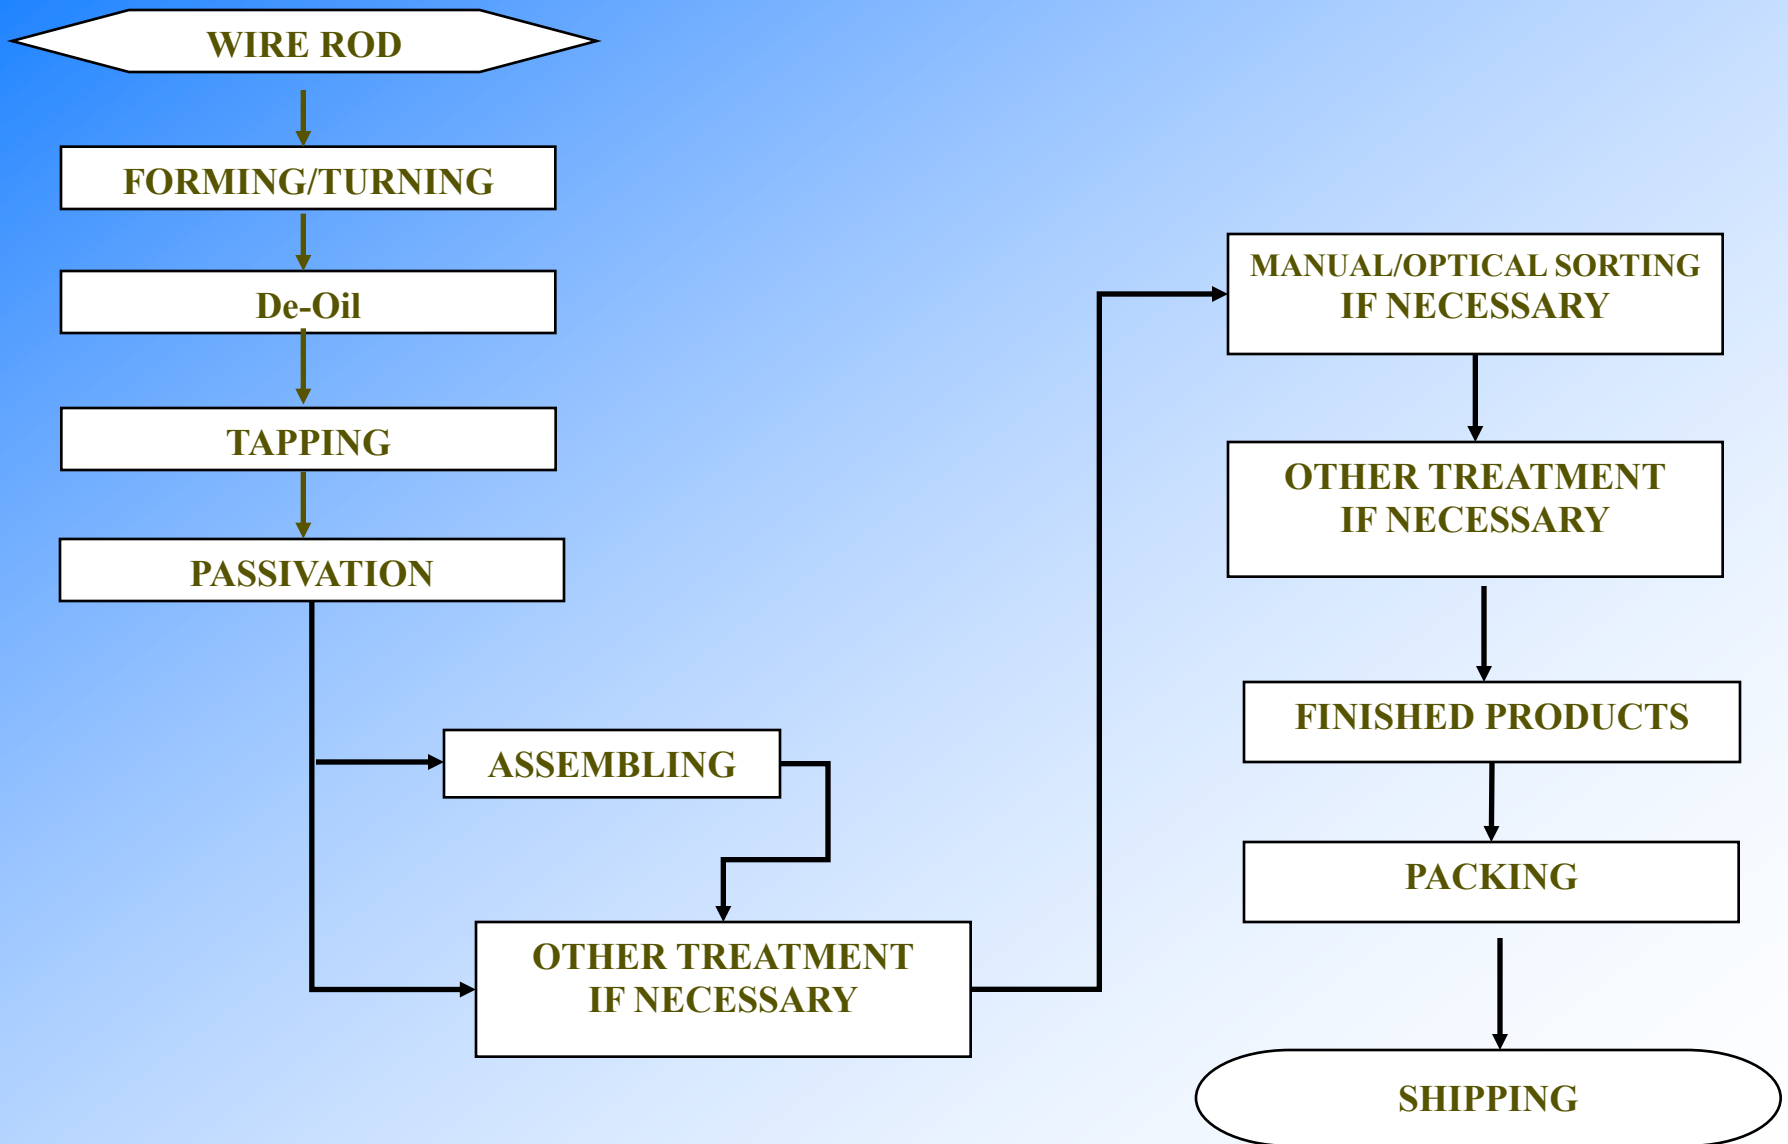 WIRE ROD
FORMING/TURNING
De-Oil
TAPPING
PASSIVATION
ASSEMBLING
OTHER TREATMENT
IF NECESSARY
MANUAL/OPTICAL SORTING
IF NECESSARY
OTHER TREATMENT
IF NECESSARY
FINISHED PRODUCTS
PACKING
SHIPPING